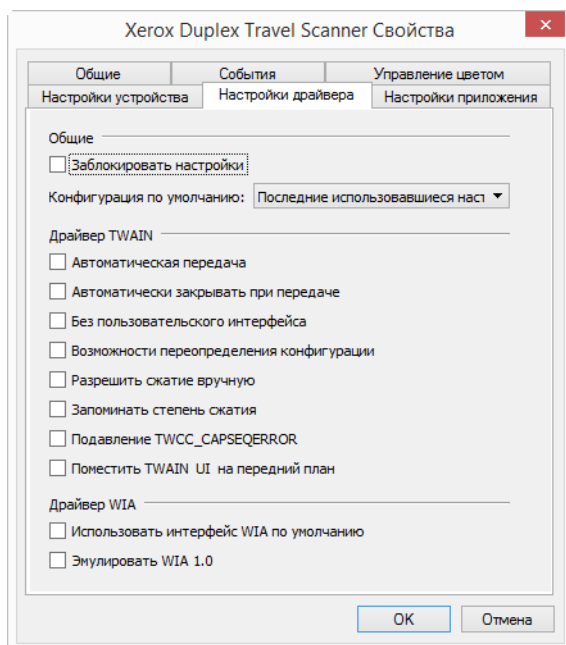 Xerox Duplex Travel Scanner Свойства
Общие События Управление цветом
Настройки устройства Настройки драйвера Настройки приложения
Общие
Заблокировать настройки
Конфигурация по умолчанию: Последние использовавшиеся наст
Драйвер TWAIN
Автоматическая передача
Автоматически закрывать при передаче
Без пользовательского интерфейса
Возможности переопределения конфигурации
Разрешить сжатие вручную
Запоминать степень сжатия
Подавление TWCC_CAPSEQERROR
Поместить TWAIN UI на передний план
Драйвер WIA
Использовать интерфейс WIA по умолчанию
Эмулировать WIA 1.0
OK Отмена